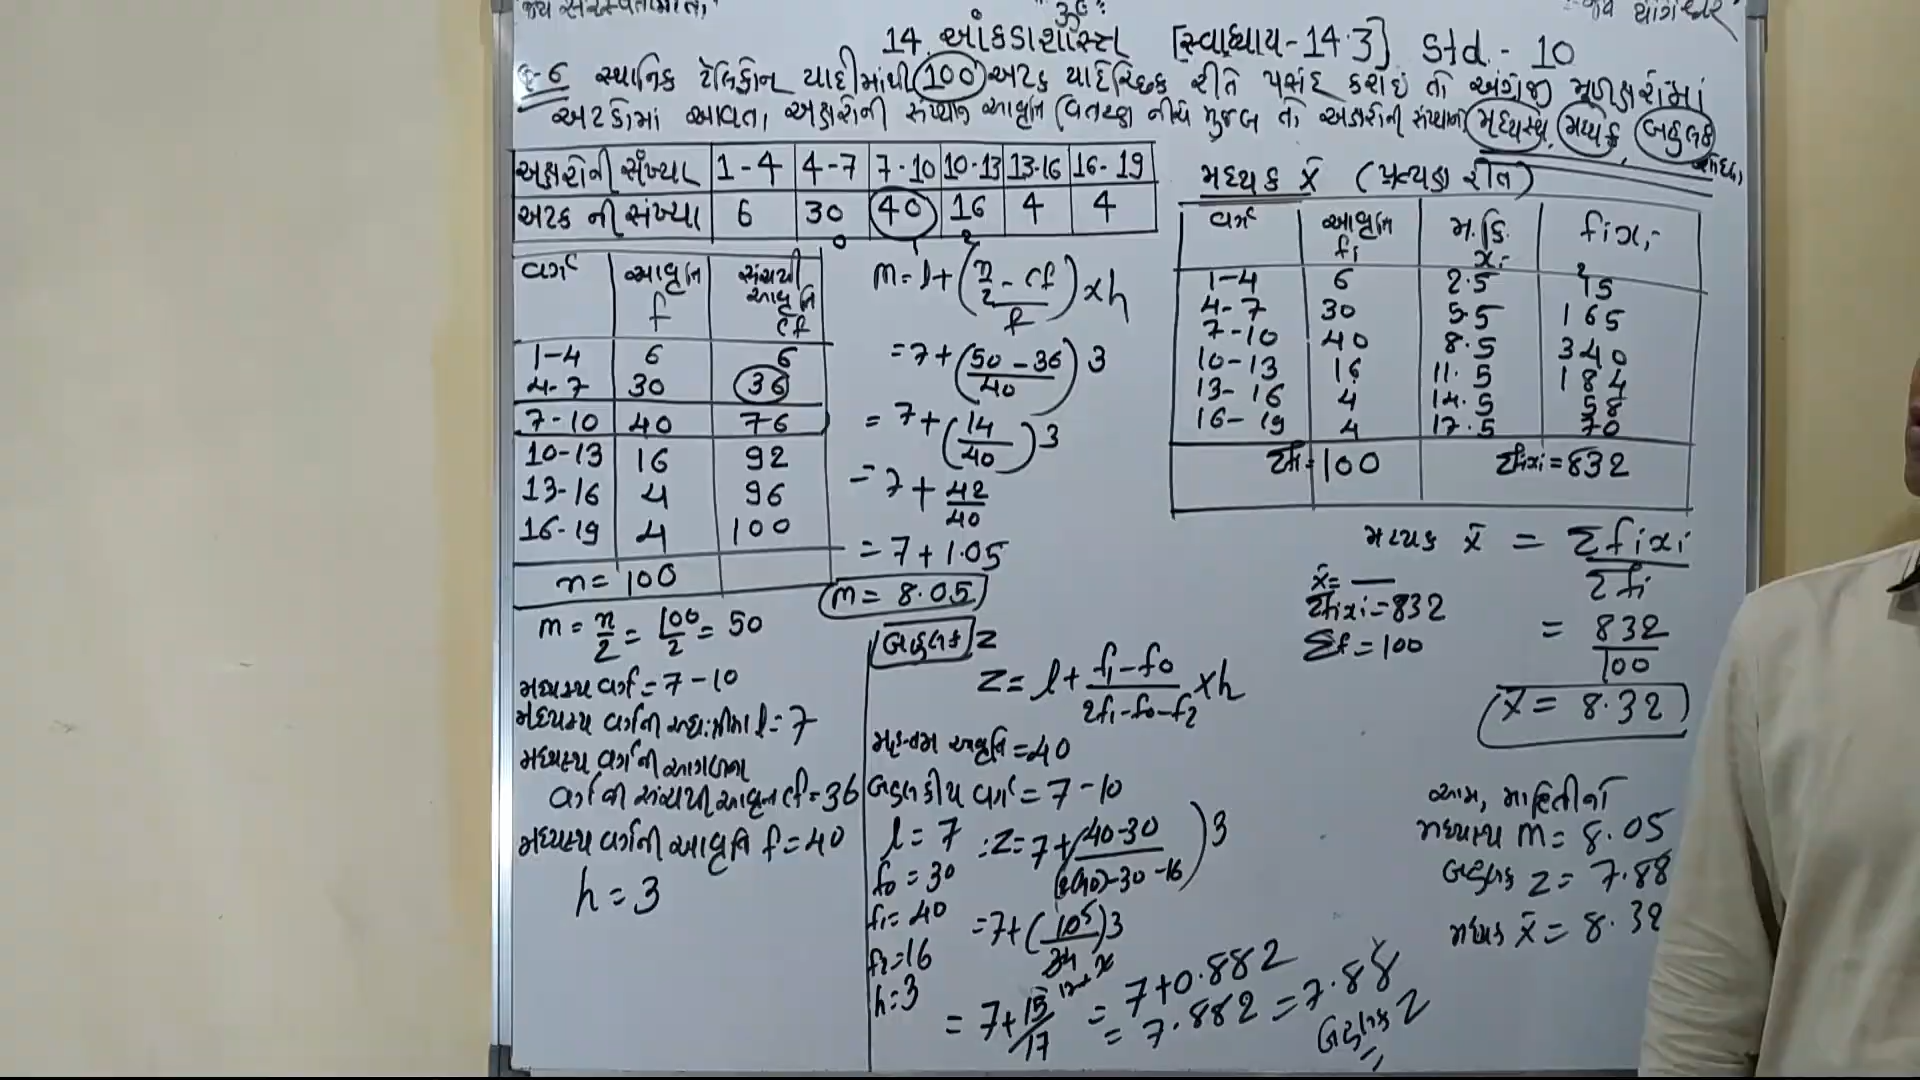 જય સરસ્વતી માતા,
ૐ
જય યોગેશ્વર
14. આંકડાશાસ્ત્ર [સ્વાધ્યાય-14.3] Std.- 10
ઉ-6 સ્થાનિક ટેલિફોન યાદીમાંથી 100 અટક યાદૃચ્છિક રીતે પસંદ કરાઇ તો અંગ્રેજી મૂળાક્ષરોમાં
અટકોમાં આવતા અક્ષરોની સંખ્યાનું આવૃત્તિ વિતરણ નીચે મુજબ તો અક્ષરોની સંખ્યાનો મધ્યસ્થ, મધ્યક, બહુલક
અક્ષરોની સંખ્યા 1-4 4-7 7-10 10-13 13-16 16-19
અટક ની સંખ્યા 6 30 40 16 4 4
0 1 2
વર્ગ આવૃત્તિ f સંચયી આવૃત્તિ cf
1-4 6 6
4-7 30 36
7-10 40 76
10-13 16 92
13-16 4 96
16-19 4 100
n= 100
m = n/2 = 100/2 = 50
મધ્યસ્થ વર્ગ = 7-10
મધ્યસ્થ વર્ગની અધઃસીમા l = 7
મધ્યસ્થ વર્ગની આગળના
વર્ગની સંચયી આવૃત્તિ cf = 36
મધ્યસ્થ વર્ગની આવૃત્તિ f = 40
h = 3
m = l + (n/2 - cf / f) x h
= 7 + (50 - 36 / 40) 3
= 7 + (14/40) 3
= 7 + 42/40
= 7 + 1.05
m = 8.05
બહુલક Z
Z = l + f1-f0 / 2f1-f0-f2 x h
મહત્તમ આવૃત્તિ = 40
બહુલકીય વર્ગ = 7-10
l = 7 ∴ Z = 7 + (40-30 / 2(40)-30-16) 3
f0 = 30
f1 = 40 = 7 + (10 5 / 34) 3
f2 = 16
h = 3
= 7 + 15/17 = 7 + 0.882
= 7.882 = 7.88
બહુલક Z
મધ્યક x̄ (પ્રત્યક્ષ રીત)
વર્ગ આવૃત્તિ fi મ.કિં. xi fixi
1-4 6 2.5 15
4-7 30 5.5 165
7-10 40 8.5 340
10-13 16 11.5 184
13-16 4 14.5 58
16-19 4 17.5 70
Σfi = 100 Σfixi = 832
મધ્યક x̄ = Σfixi / Σfi
x̄ = —
Σfixi = 832
Σf = 100
= 832/100
x̄ = 8.32
આમ, માહિતીનો
મધ્યસ્થ m = 8.05
બહુલક Z = 7.88
મધ્યક x̄ = 8.32